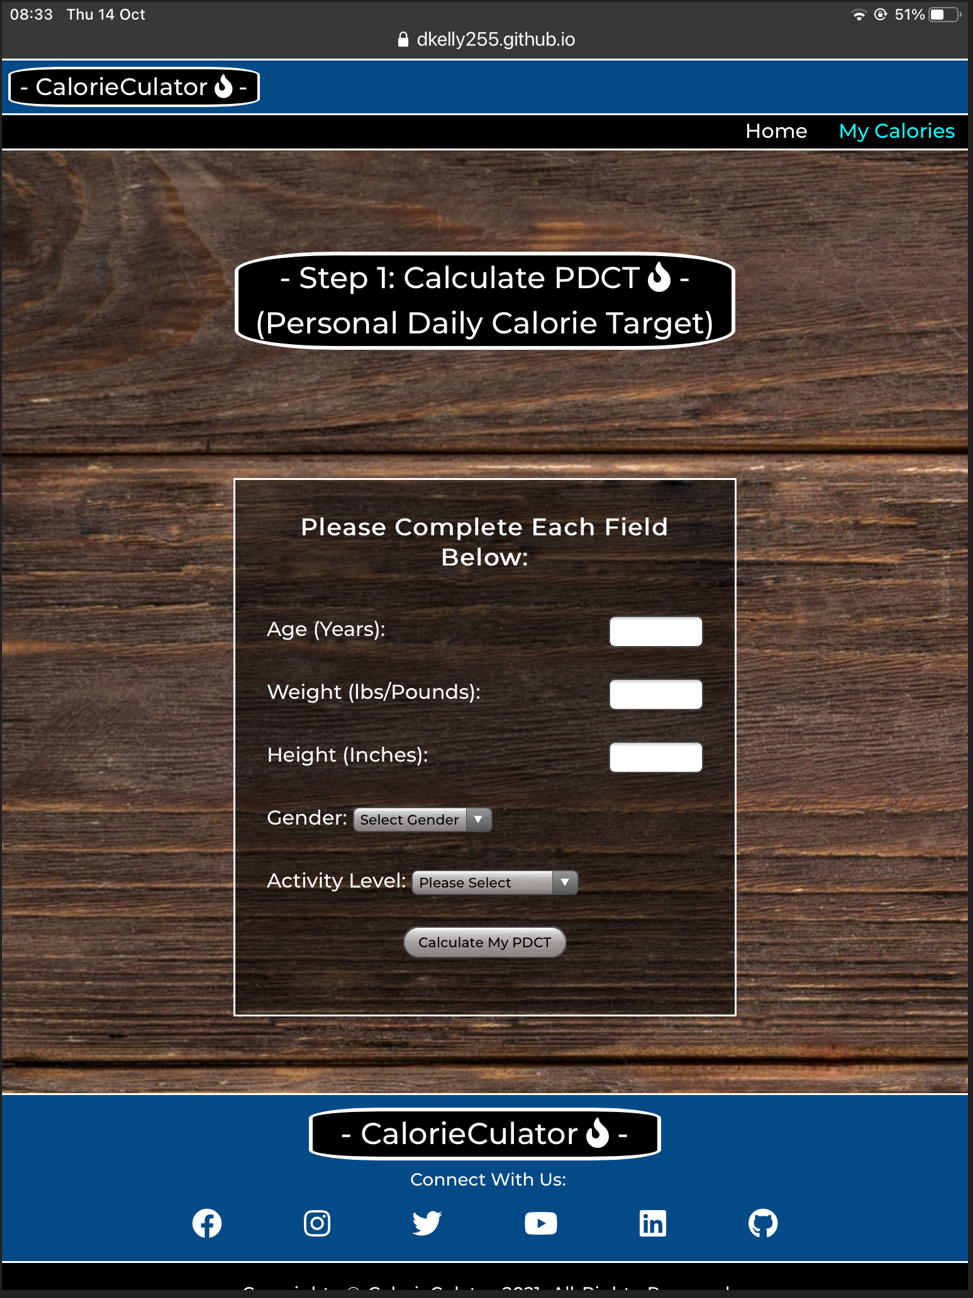 08:33 Thu 14 Oct 51%
dkelly255.github.io
- CalorieCulator -
Home My Calories
- Step 1: Calculate PDCT -
(Personal Daily Calorie Target)
Please Complete Each Field
Below:
Age (Years):
Weight (lbs/Pounds):
Height (Inches):
Gender: Select Gender
Activity Level: Please Select
Calculate My PDCT
- CalorieCulator -
Connect With Us: